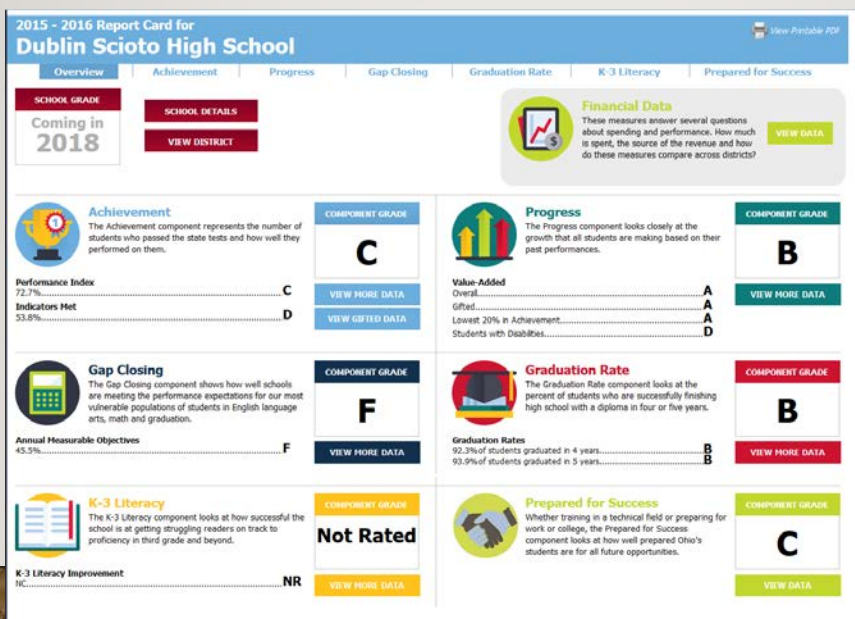 2015 - 2016 Report Card for
Dublin Scioto High School
View Printable PDF
Overview
Achievement
Progress
Gap Closing
Graduation Rate
K-3 Literacy
Prepared for Success
SCHOOL GRADE
Coming in
2018
SCHOOL DETAILS
VIEW DISTRICT
Financial Data
These measures answer several questions
about spending and performance. How much
is spent, the source of the revenue and how
do these measures compare across districts?
VIEW DATA
Achievement
The Achievement component represents the number of
students who passed the state tests and how well they
performed on them.
COMPONENT GRADE
C
Performance Index
72.7%......C
Indicators Met
53.8%......D
VIEW MORE DATA
VIEW GIFTED DATA
Progress
The Progress component looks closely at the
growth that all students are making based on their
past performances.
COMPONENT GRADE
B
Value-Added
Overall......A
Gifted......A
Lowest 20% in Achievement......A
Students with Disabilities......D
VIEW MORE DATA
Gap Closing
The Gap Closing component shows how well schools
are meeting the performance expectations for our most
vulnerable populations of students in English language
arts, math and graduation.
COMPONENT GRADE
F
Annual Measurable Objectives
45.5%......F
VIEW MORE DATA
Graduation Rate
The Graduation Rate component looks at the
percent of students who are successfully finishing
high school with a diploma in four or five years.
COMPONENT GRADE
B
Graduation Rates
92.3% of students graduated in 4 years......B
93.9% of students graduated in 5 years......B
VIEW MORE DATA
K-3 Literacy
The K-3 Literacy component looks at how successful the
school is at getting struggling readers on track to
proficiency in third grade and beyond.
COMPONENT GRADE
Not Rated
K-3 Literacy Improvement
NC......NR
VIEW MORE DATA
Prepared for Success
Whether training in a technical field or preparing for
work or college, the Prepared for Success
component looks at how well prepared Ohio's
students are for all future opportunities.
COMPONENT GRADE
C
VIEW DATA